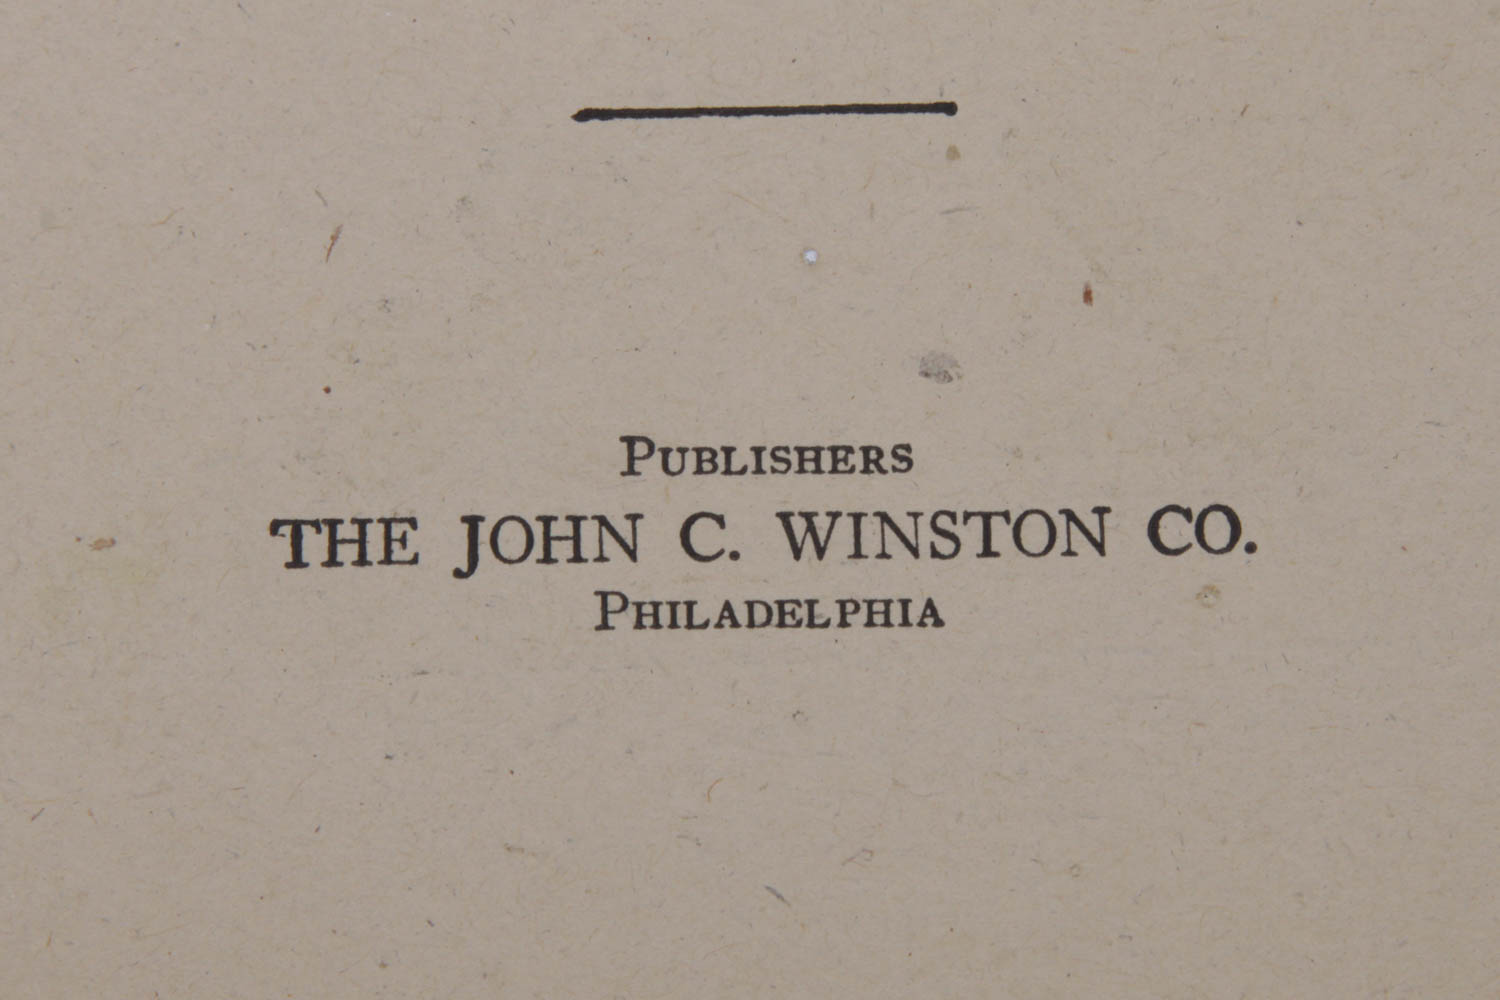 Publishers
THE JOHN C. WINSTON CO.
Philadelphia